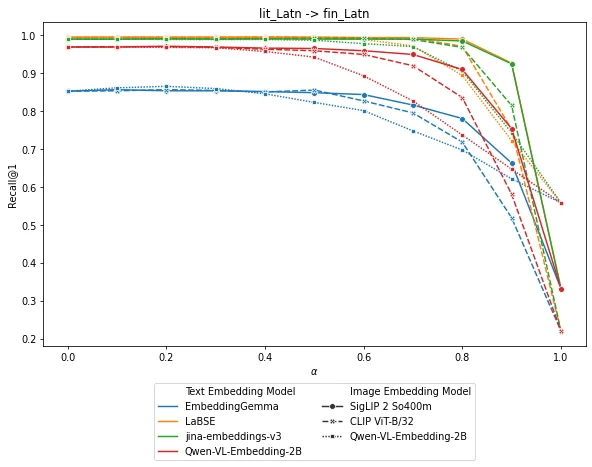 lit_Latn -> fin_Latn
Recall@1
1.0
0.9
0.8
0.7
0.6
0.5
0.4
0.3
0.2
0.0 0.2 0.4 0.6 0.8 1.0
α
Text Embedding Model Image Embedding Model
EmbeddingGemma SigLIP 2 So400m
LaBSE CLIP ViT-B/32
jina-embeddings-v3 Qwen-VL-Embedding-2B
Qwen-VL-Embedding-2B